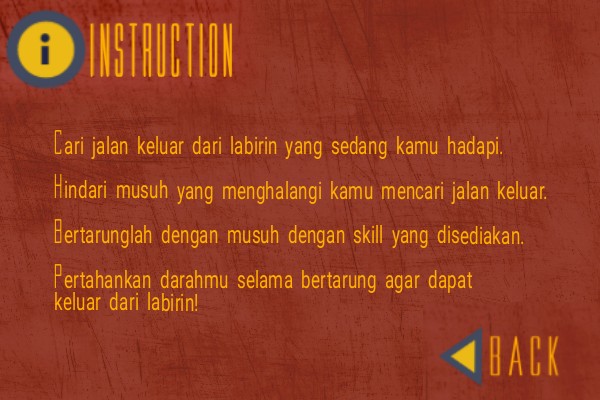 i INSTRUCTION
Cari jalan keluar dari labirin yang sedang kamu hadapi.
Hindari musuh yang menghalangi kamu mencari jalan keluar.
Bertarunglah dengan musuh dengan skill yang disediakan.
Pertahankan darahmu selama bertarung agar dapat
keluar dari labirin!
BACK